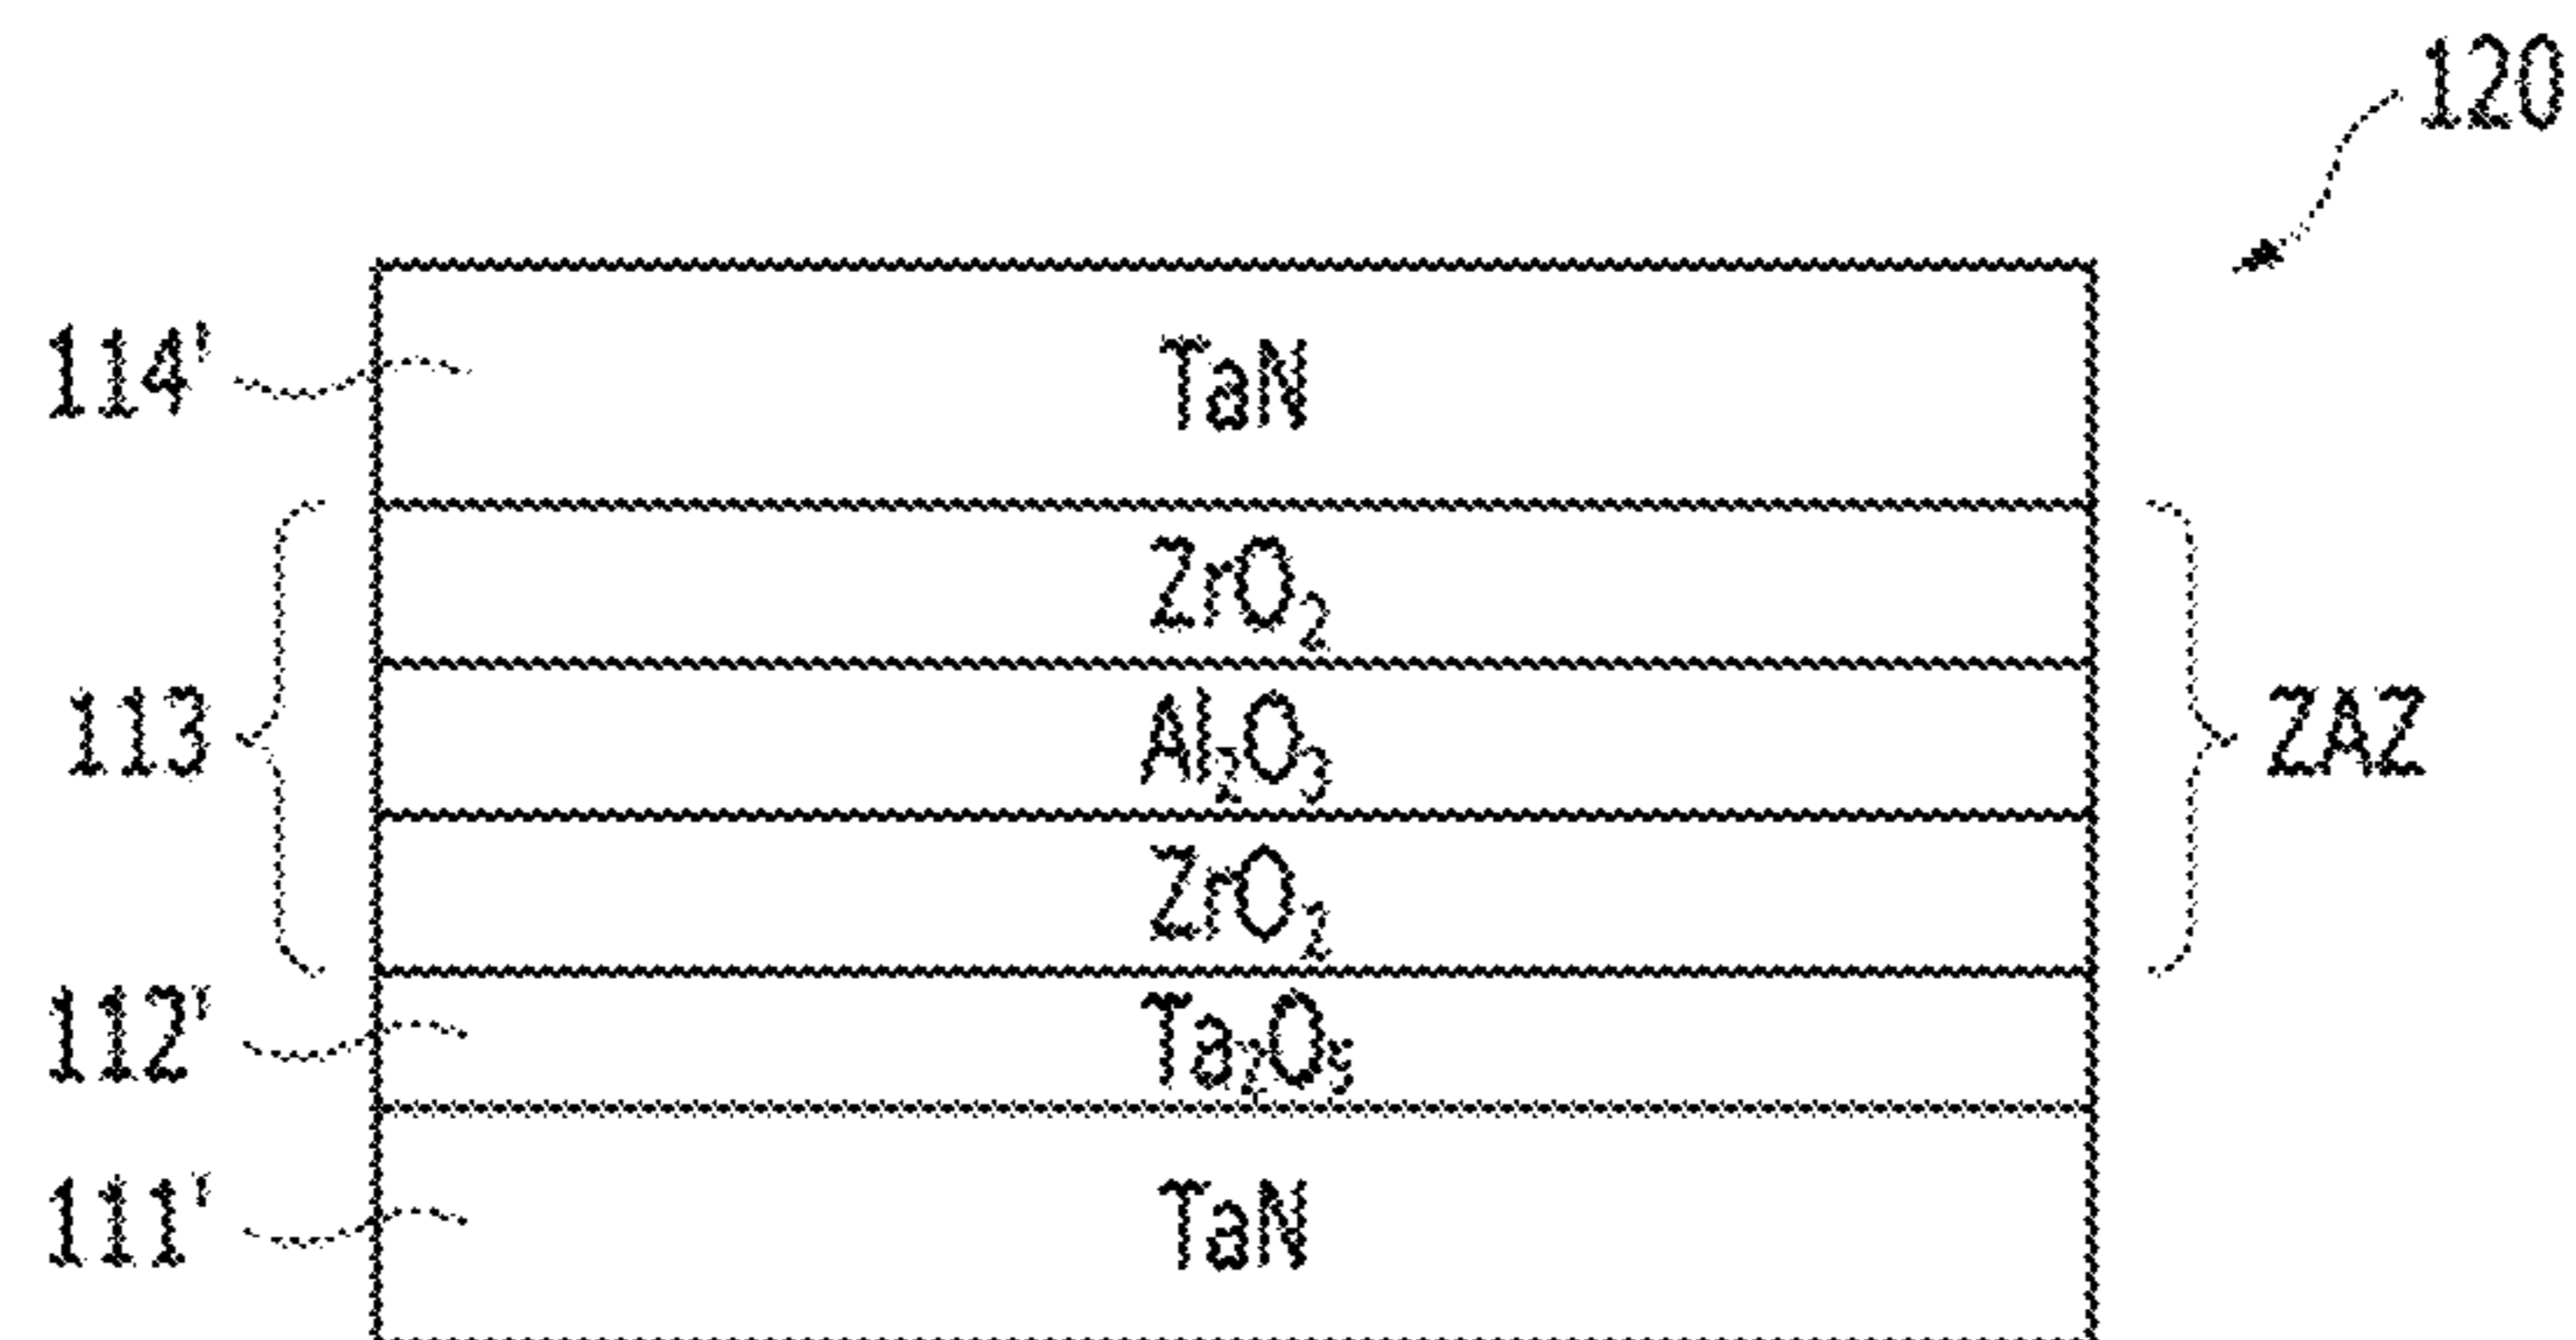 120
114' TaN
ZrO₂
113 Al₂O₃ ZAZ
ZrO₂
112' Ta₂O₅
111' TaN